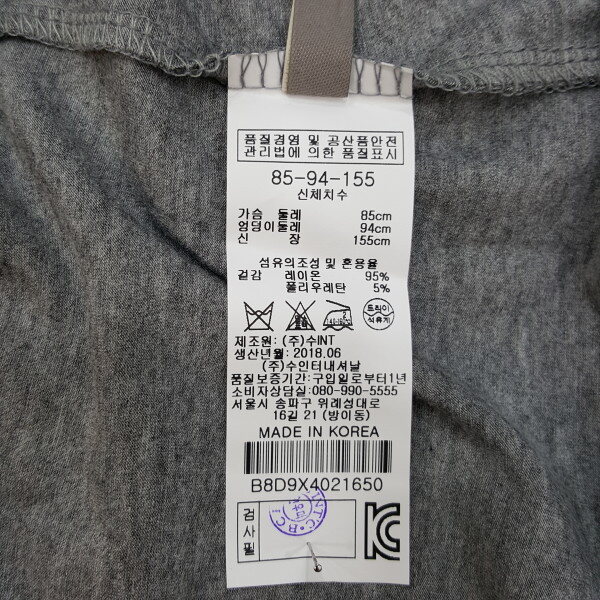 품질경영 및 공산품안전
관리법에 의한 품질표시
85-94-155
신체치수
가슴 둘레 85cm
엉덩이둘레 94cm
신 장 155cm
섬유의조성 및 혼용율
겉감 레이온 95%
폴리우레탄 5%
드라이
석유계
제조원: (주)수INT
생산년월: 2018.06
(주)수인터내셔날
품질보증기간:구입일로부터1년
소비자상담실:080-990-5555
서울시 송파구 위례성대로
16길 21 (방이동)
MADE IN KOREA
B8D9X4021650
검사필